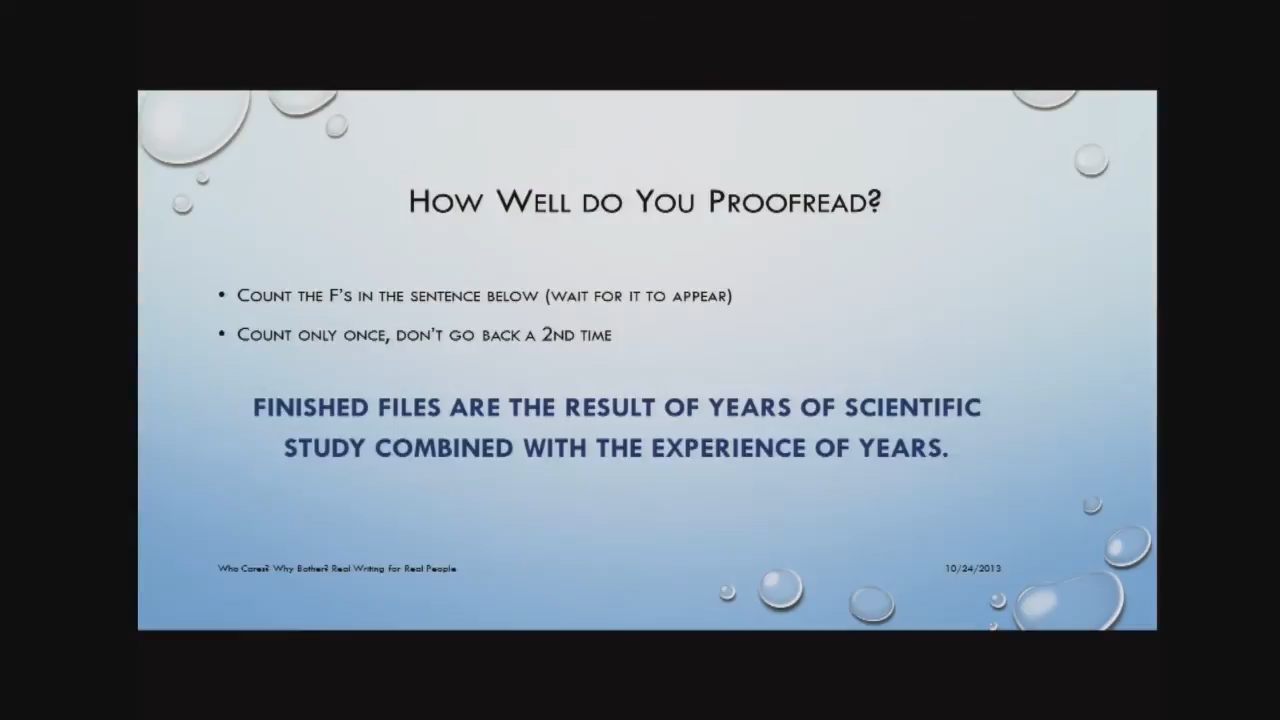 How Well do You Proofread?
• Count the F's in the sentence below (wait for it to appear)
• Count only once, don't go back a 2nd time
FINISHED FILES ARE THE RESULT OF YEARS OF SCIENTIFIC
STUDY COMBINED WITH THE EXPERIENCE OF YEARS.
Who Cares? Why Bother? Real Writing for Real People
10/24/2013